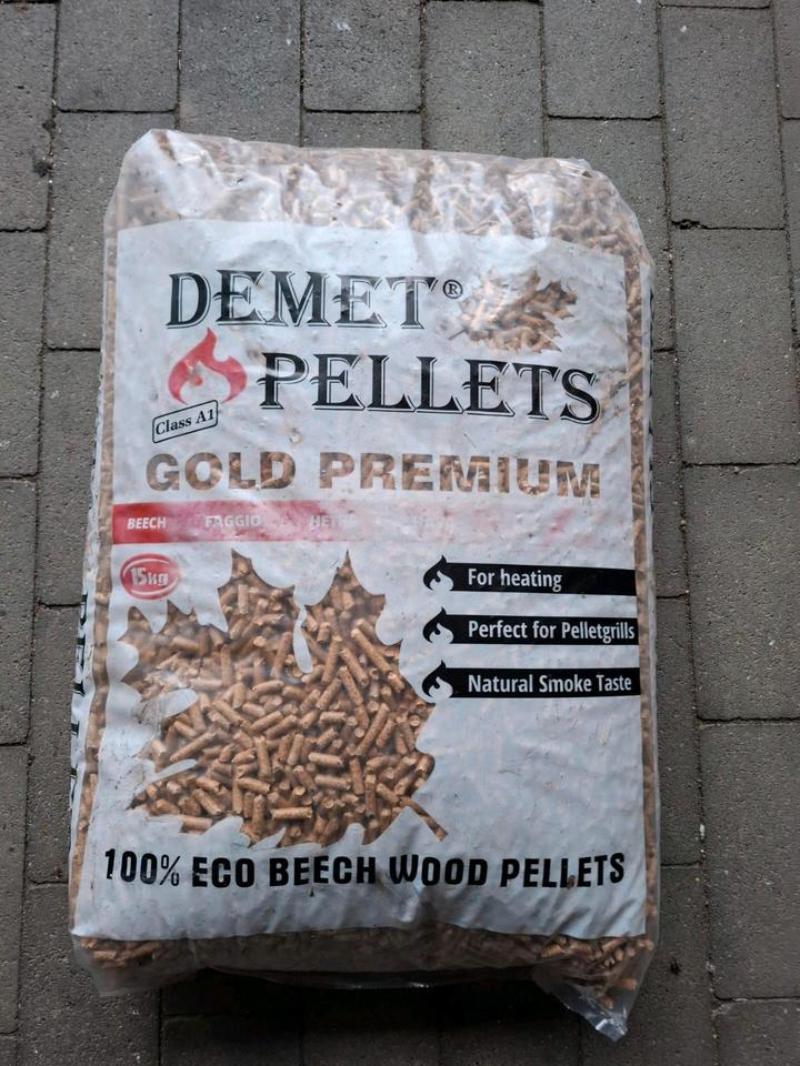 DEMET®
PELLETS
Class A1
GOLD PREMIUM
BEECH FAGGIO
15kg
For heating
Perfect for Pelletgrills
Natural Smoke Taste
100% ECO BEECH WOOD PELLETS